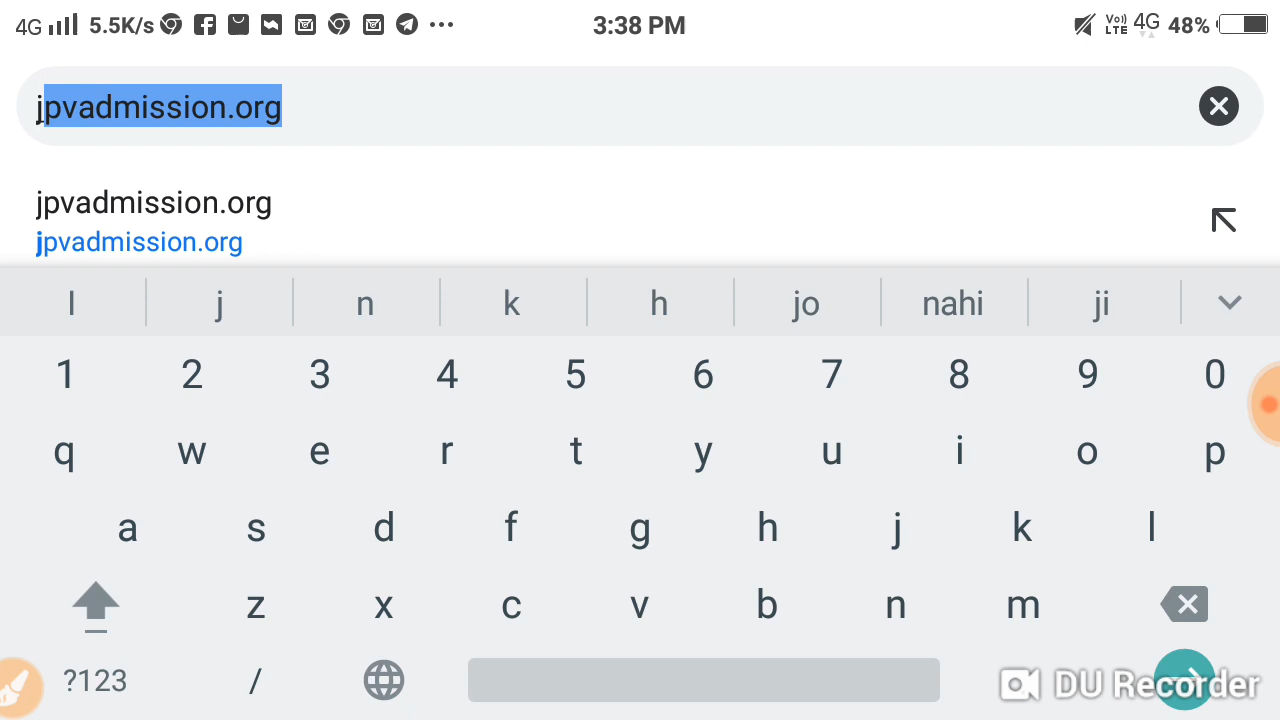 4G 5.5K/s ... 3:38 PM Vo) LTE 4G 48%
jpvadmission.org
jpvadmission.org
jpvadmission.org
l j n k h jo nahi ji
1 2 3 4 5 6 7 8 9 0
q w e r t y u i o p
a s d f g h j k l
z x c v b n m
?123 /
DU Recorder